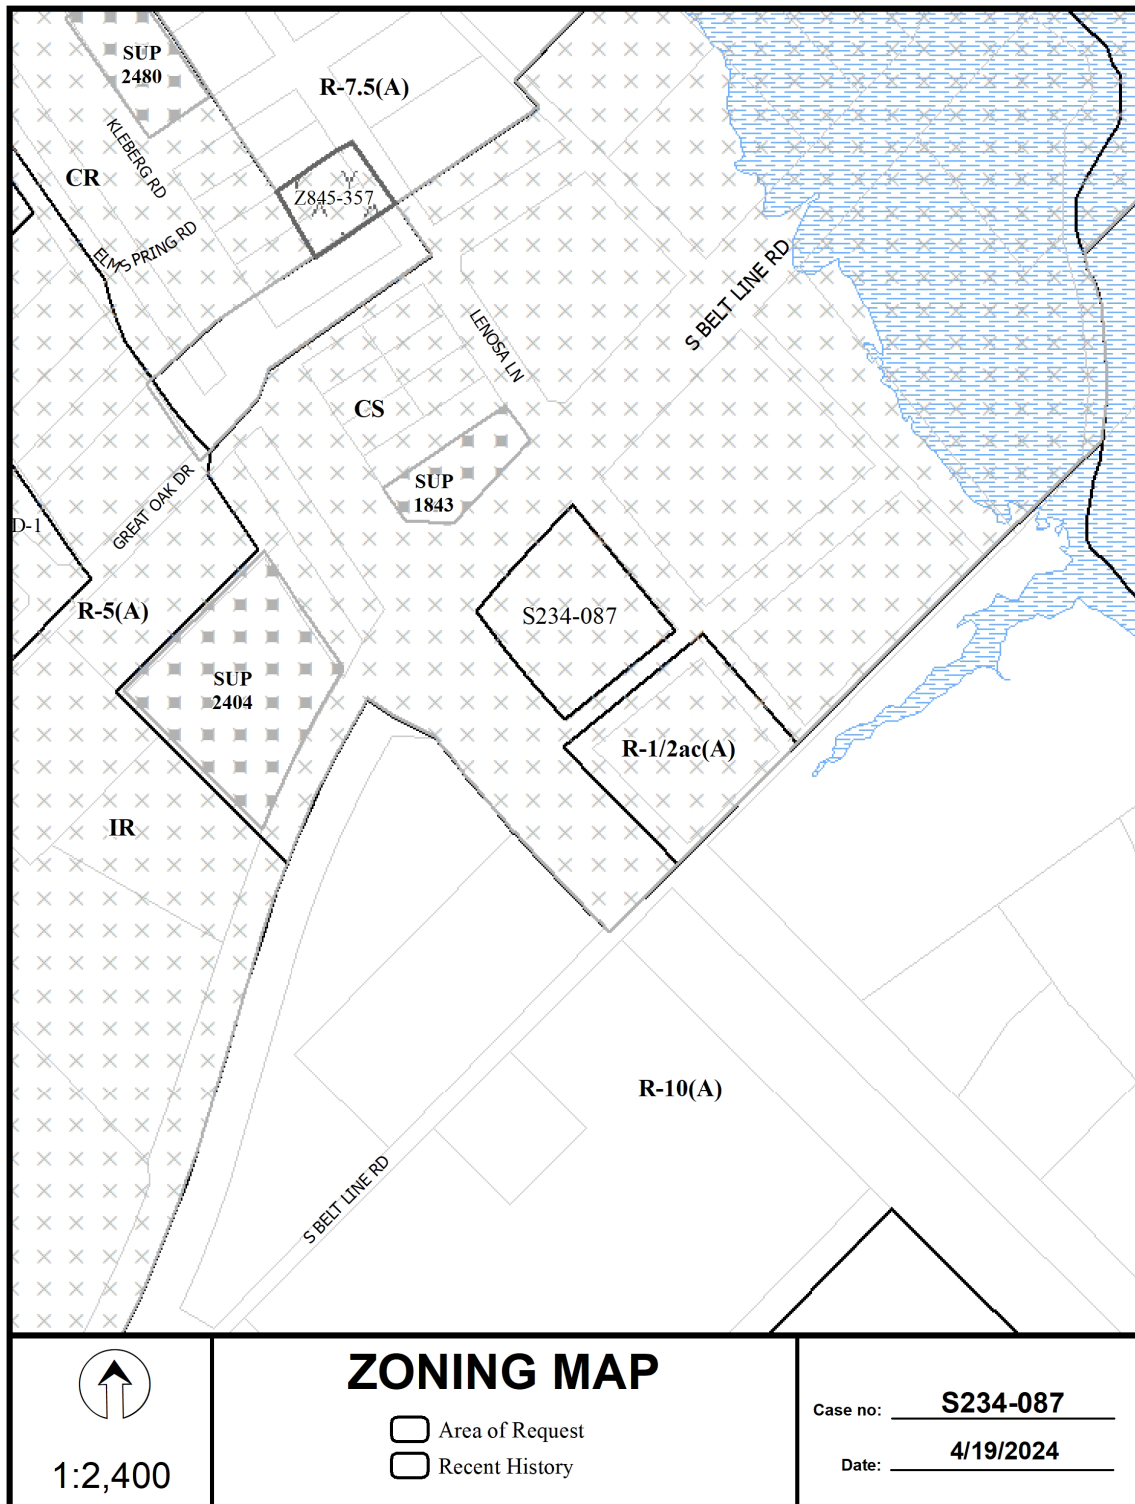 SUP
2480
R-7.5(A)
KLEBERG RD
CR
Z845-357
ELM S PRING RD
S BELT LINE RD
LENOSA LN
CS
SUP
1843
GREAT OAK DR
D-1
R-5(A)
S234-087
SUP
2404
R-1/2ac(A)
IR
R-10(A)
S BELT LINE RD
1:2,400
ZONING MAP
Area of Request
Recent History
Case no: S234-087
Date: 4/19/2024